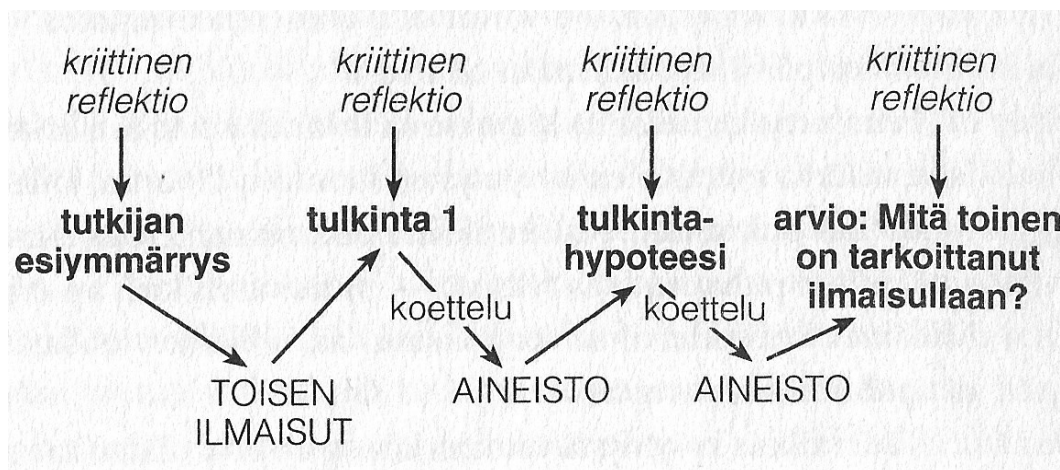 kriittinen
reflektio
kriittinen
reflektio
kriittinen
reflektio
kriittinen
reflektio
tutkijan
esiymmärrys
tulkinta 1
tulkinta-
hypoteesi
arvio: Mitä toinen
on tarkoittanut
ilmaisullaan?
koettelu
koettelu
TOISEN
ILMAISUT
AINEISTO
AINEISTO